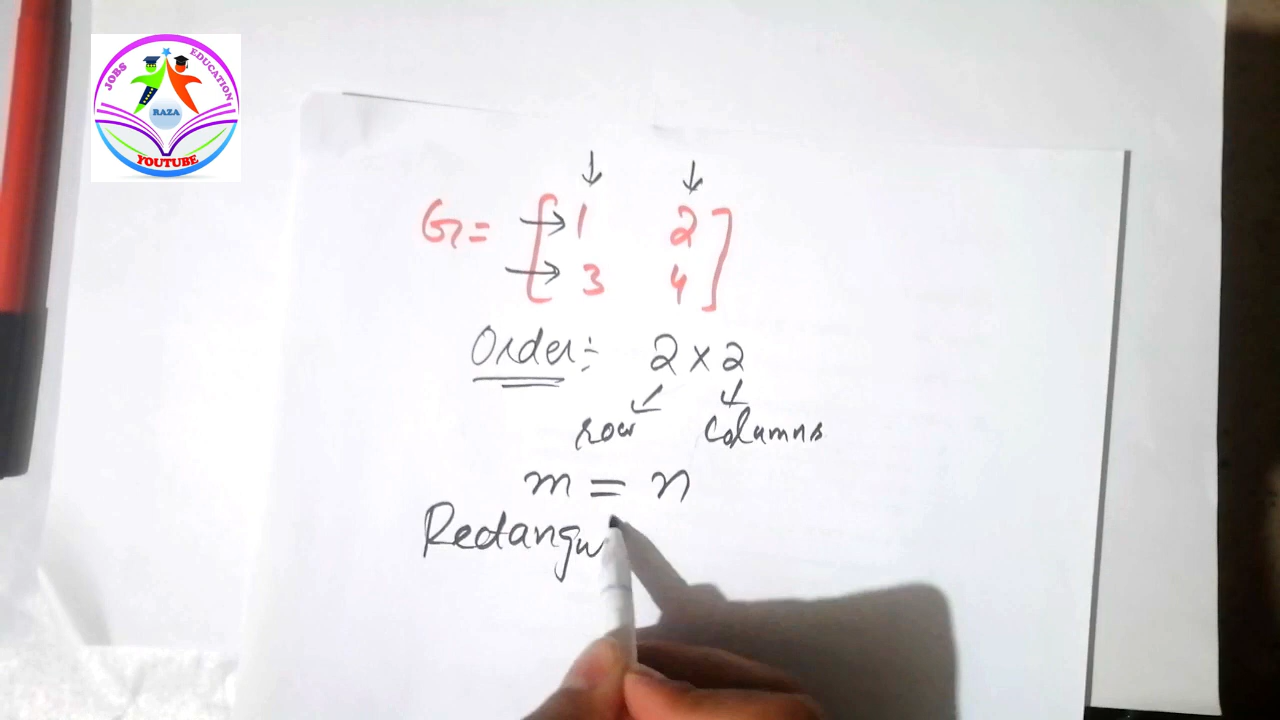 JOBS EDUCATION
RAZA
YOUTUBE
G = [ 1 2
3 4 ]
Order:- 2 x 2
row columns
m = n
Rectangu